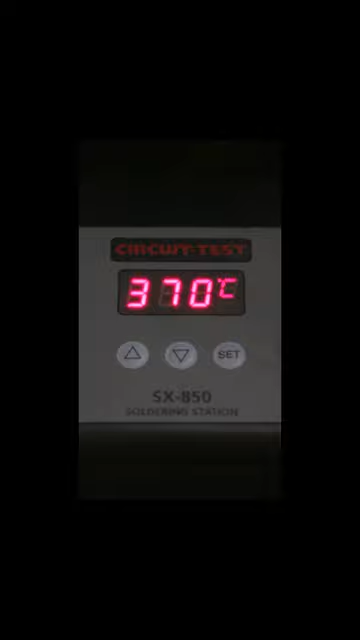 CIRCUIT-TEST
370°C
SET
SX-850
SOLDERING STATION